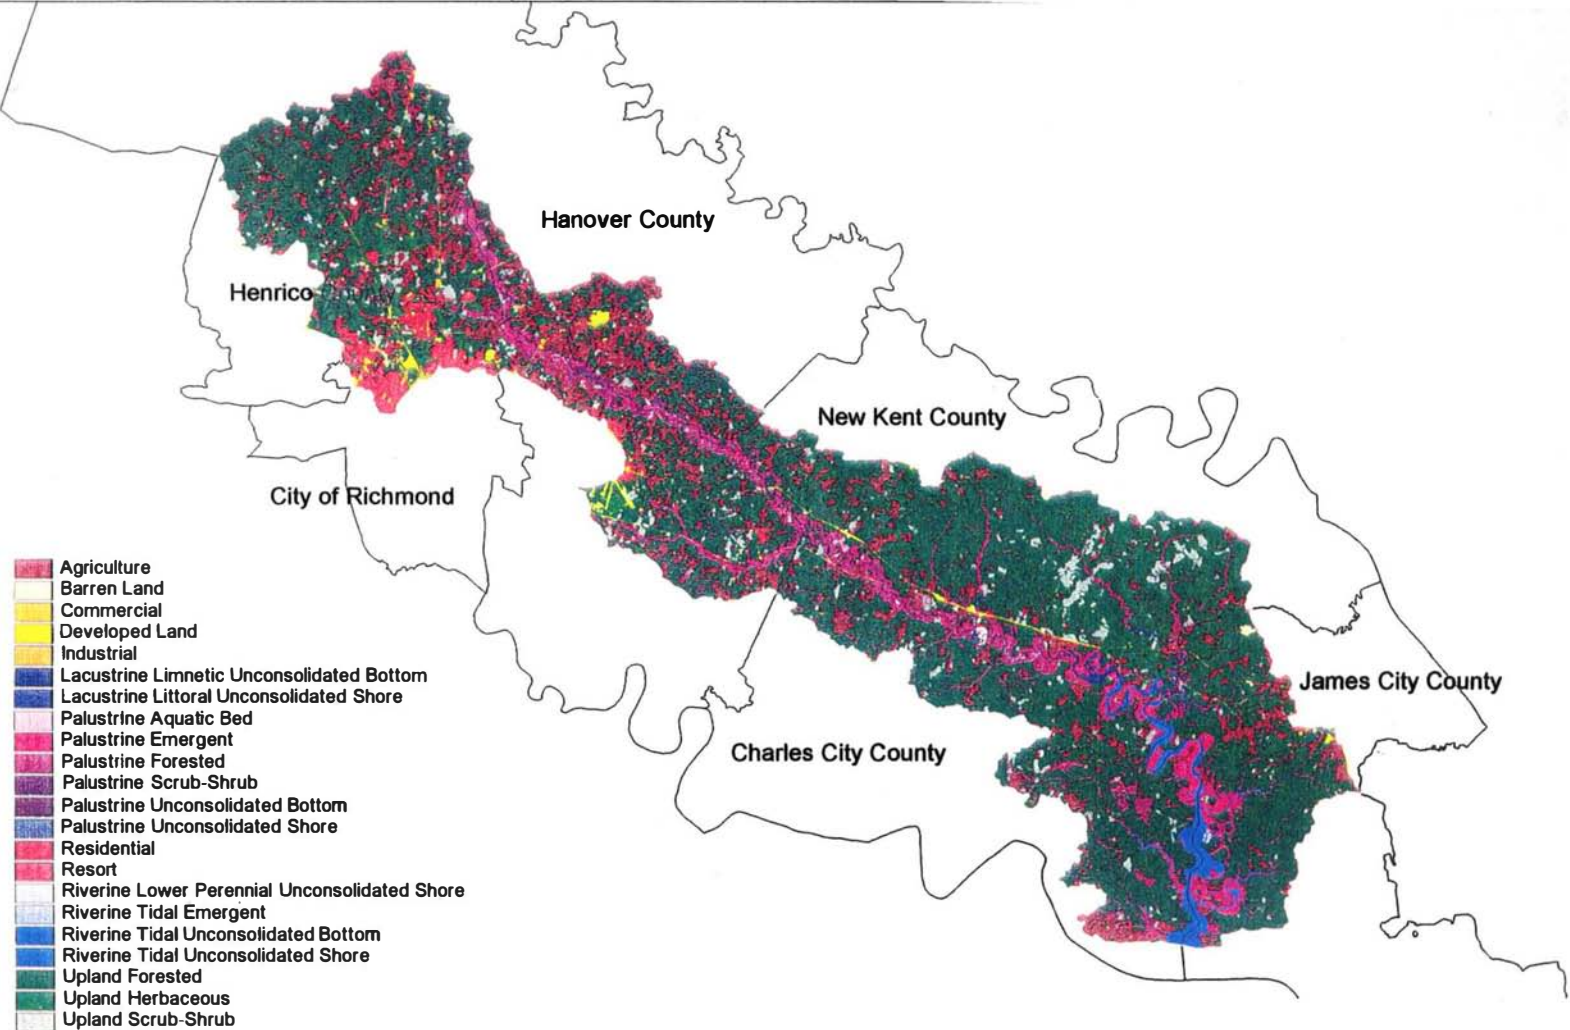 Hanover County
Henrico County
New Kent County
City of Richmond
James City County
Charles City County
Agriculture
Barren Land
Commercial
Developed Land
Industrial
Lacustrine Limnetic Unconsolidated Bottom
Lacustrine Littoral Unconsolidated Shore
Palustrine Aquatic Bed
Palustrine Emergent
Palustrine Forested
Palustrine Scrub-Shrub
Palustrine Unconsolidated Bottom
Palustrine Unconsolidated Shore
Residential
Resort
Riverine Lower Perennial Unconsolidated Shore
Riverine Tidal Emergent
Riverine Tidal Unconsolidated Bottom
Riverine Tidal Unconsolidated Shore
Upland Forested
Upland Herbaceous
Upland Scrub-Shrub